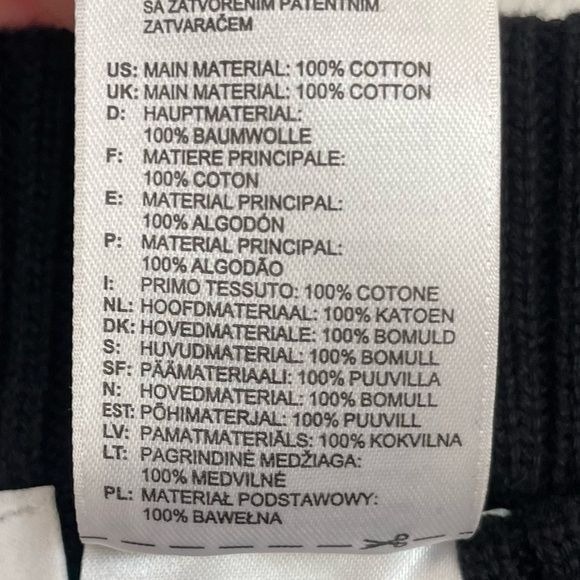 SA ZATVORENIM PATENTNIM
ZATVARAČEM
US: MAIN MATERIAL: 100% COTTON
UK: MAIN MATERIAL: 100% COTTON
D: HAUPTMATERIAL:
100% BAUMWOLLE
F: MATIERE PRINCIPALE:
100% COTON
E: MATERIAL PRINCIPAL:
100% ALGODÓN
P: MATERIAL PRINCIPAL:
100% ALGODÃO
I: PRIMO TESSUTO: 100% COTONE
NL: HOOFDMATERIAAL: 100% KATOEN
DK: HOVEDMATERIALE: 100% BOMULD
S: HUVUDMATERIAL: 100% BOMULL
SF: PÄÄMATERIAALI: 100% PUUVILLA
N: HOVEDMATERIAL: 100% BOMULL
EST: PÕHIMATERJAL: 100% PUUVILL
LV: PAMATMATERIĀLS: 100% KOKVILNA
LT: PAGRINDINĖ MEDŽIAGA:
100% MEDVILNĖ
PL: MATERIAŁ PODSTAWOWY:
100% BAWEŁNA